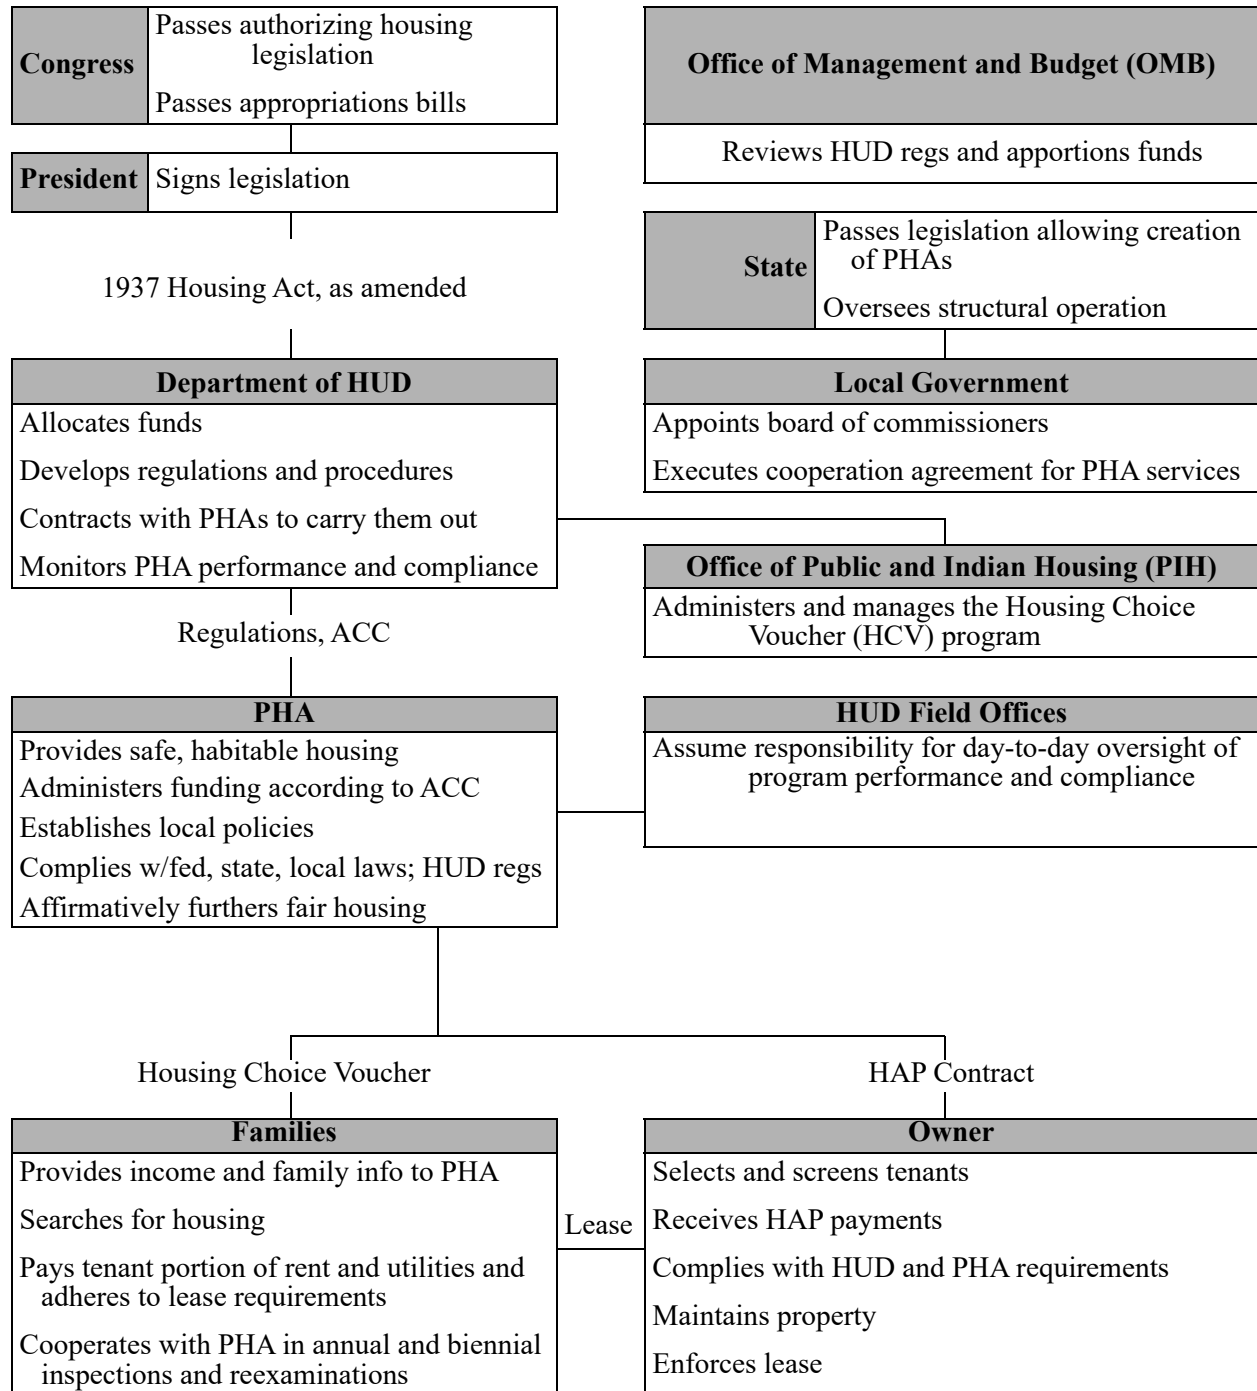 Congress
Passes authorizing housing
legislation
Passes appropriations bills
Office of Management and Budget (OMB)
Reviews HUD regs and apportions funds
President
Signs legislation
State
Passes legislation allowing creation
of PHAs
Oversees structural operation
1937 Housing Act, as amended
Department of HUD
Allocates funds
Develops regulations and procedures
Contracts with PHAs to carry them out
Monitors PHA performance and compliance
Local Government
Appoints board of commissioners
Executes cooperation agreement for PHA services
Office of Public and Indian Housing (PIH)
Administers and manages the Housing Choice
Voucher (HCV) program
Regulations, ACC
PHA
Provides safe, habitable housing
Administers funding according to ACC
Establishes local policies
Complies w/fed, state, local laws; HUD regs
Affirmatively furthers fair housing
HUD Field Offices
Assume responsibility for day-to-day oversight of
program performance and compliance
Housing Choice Voucher
HAP Contract
Families
Provides income and family info to PHA
Searches for housing
Pays tenant portion of rent and utilities and
adheres to lease requirements
Cooperates with PHA in annual and biennial
inspections and reexaminations
Lease
Owner
Selects and screens tenants
Receives HAP payments
Complies with HUD and PHA requirements
Maintains property
Enforces lease